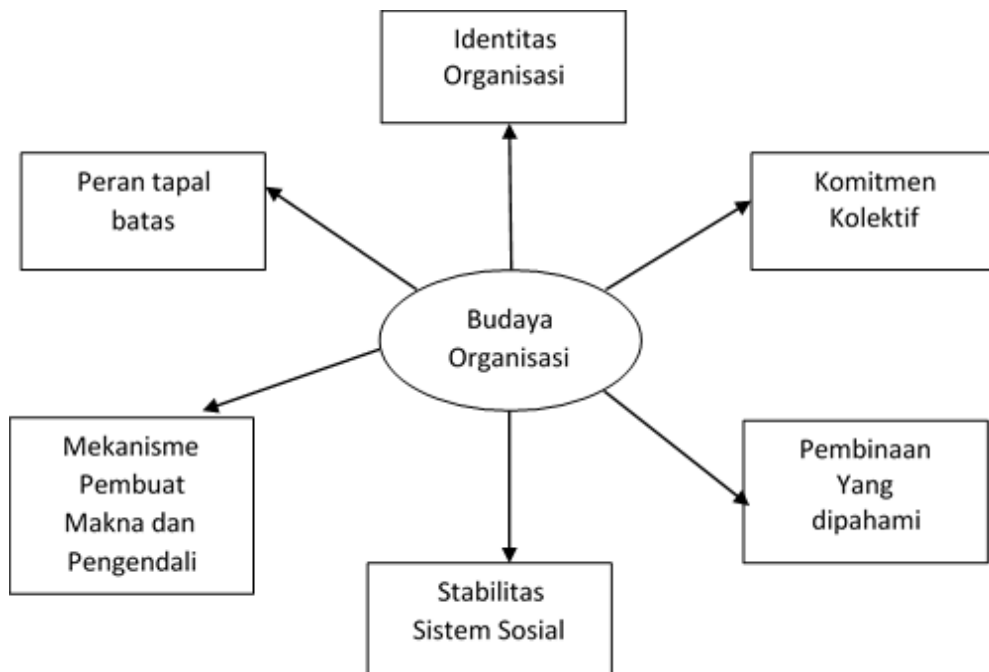 Identitas
Organisasi
Peran tapal
batas
Komitmen
Kolektif
Budaya
Organisasi
Mekanisme
Pembuat
Makna dan
Pengendali
Pembinaan
Yang
dipahami
Stabilitas
Sistem Sosial